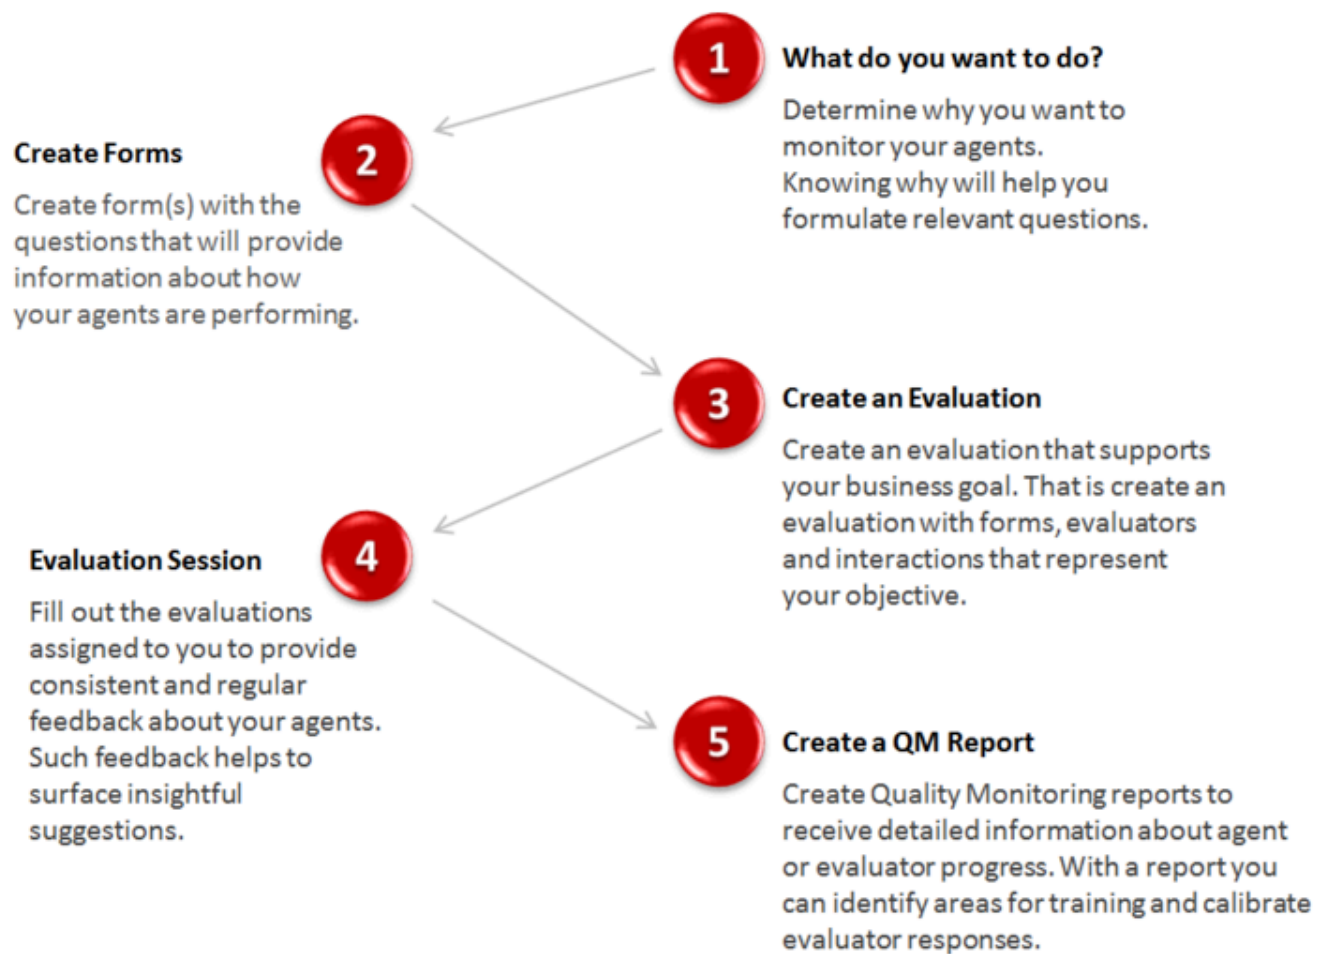 1
What do you want to do?
Determine why you want to
monitor your agents.
Knowing why will help you
formulate relevant questions.
2
Create Forms
Create form(s) with the
questions that will provide
information about how
your agents are performing.
3
Create an Evaluation
Create an evaluation that supports
your business goal. That is create an
evaluation with forms, evaluators
and interactions that represent
your objective.
4
Evaluation Session
Fill out the evaluations
assigned to you to provide
consistent and regular
feedback about your agents.
Such feedback helps to
surface insightful
suggestions.
5
Create a QM Report
Create Quality Monitoring reports to
receive detailed information about agent
or evaluator progress. With a report you
can identify areas for training and calibrate
evaluator responses.